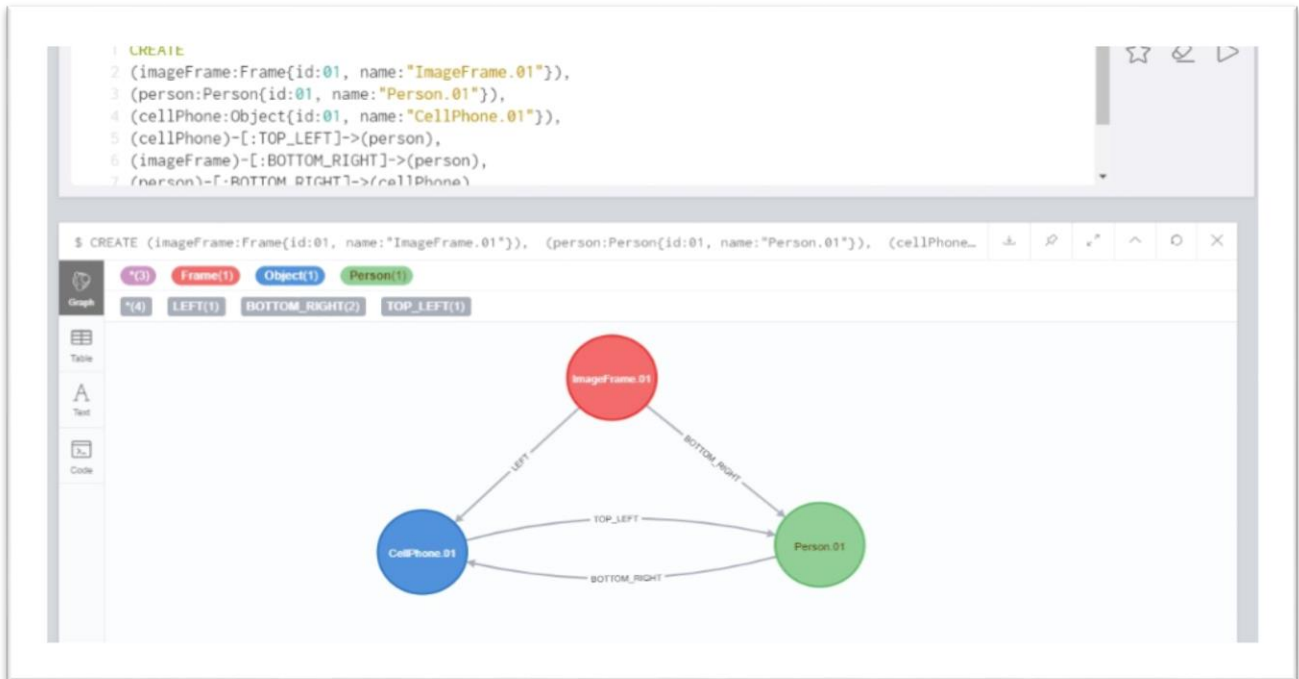 1 CREATE
2 (imageFrame:Frame{id:01, name:"ImageFrame.01"}),
3 (person:Person{id:01, name:"Person.01"}),
4 (cellPhone:Object{id:01, name:"CellPhone.01"}),
5 (cellPhone)-[:TOP_LEFT]->(person),
6 (imageFrame)-[:BOTTOM_RIGHT]->(person),
7 (person)-[:BOTTOM_RIGHT]->(cellPhone)
$ CREATE (imageFrame:Frame{id:01, name:"ImageFrame.01"}), (person:Person{id:01, name:"Person.01"}), (cellPhone…
*(3) Frame(1) Object(1) Person(1)
Graph
*(4) LEFT(1) BOTTOM_RIGHT(2) TOP_LEFT(1)
Table
Text
Code
ImageFrame.01
LEFT
BOTTOM_RIGHT
TOP_LEFT
CellPhone.01
Person.01
BOTTOM_RIGHT